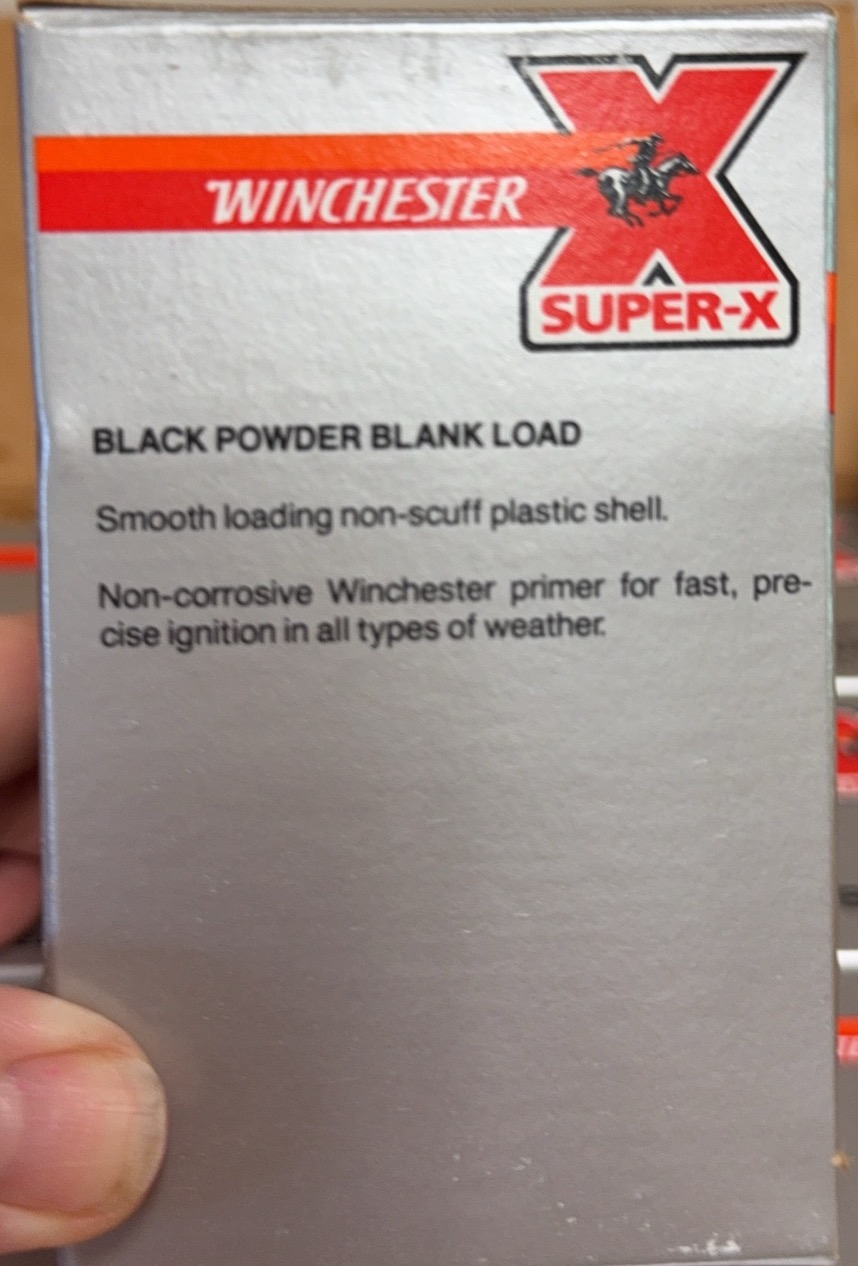 WINCHESTER
SUPER-X
BLACK POWDER BLANK LOAD
Smooth loading non-scuff plastic shell.
Non-corrosive Winchester primer for fast, pre-
cise ignition in all types of weather.